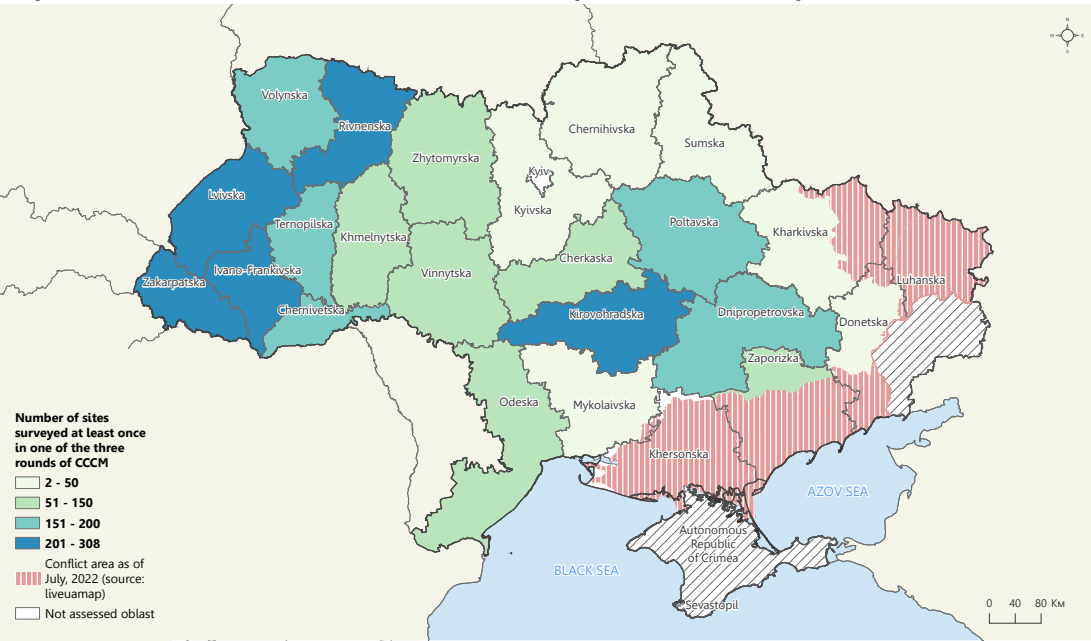 N
W
E
S
Volynska
Rivnenska
Zhytomyrska
Chernihivska
Sumska
Kyiv
Kyivska
Lvivska
Ternopilska
Khmelnytska
Poltavska
Kharkivska
Cherkaska
Vinnytska
Ivano-Frankivska
Zakarpatska
Chernivetska
Luhanska
Kirovohradska
Dnipropetrovska
Donetska
Zaporizka
Odeska
Mykolaivska
Khersonska
AZOV SEA
Autonomous
Republic
of Crimea
BLACK SEA
Sevastopil
Number of sites
surveyed at least once
in one of the three
rounds of CCCM
2 - 50
51 - 150
151 - 200
201 - 308
Conflict area as of
July, 2022 (source:
liveuamap)
Not assessed oblast
0 40 80 Км